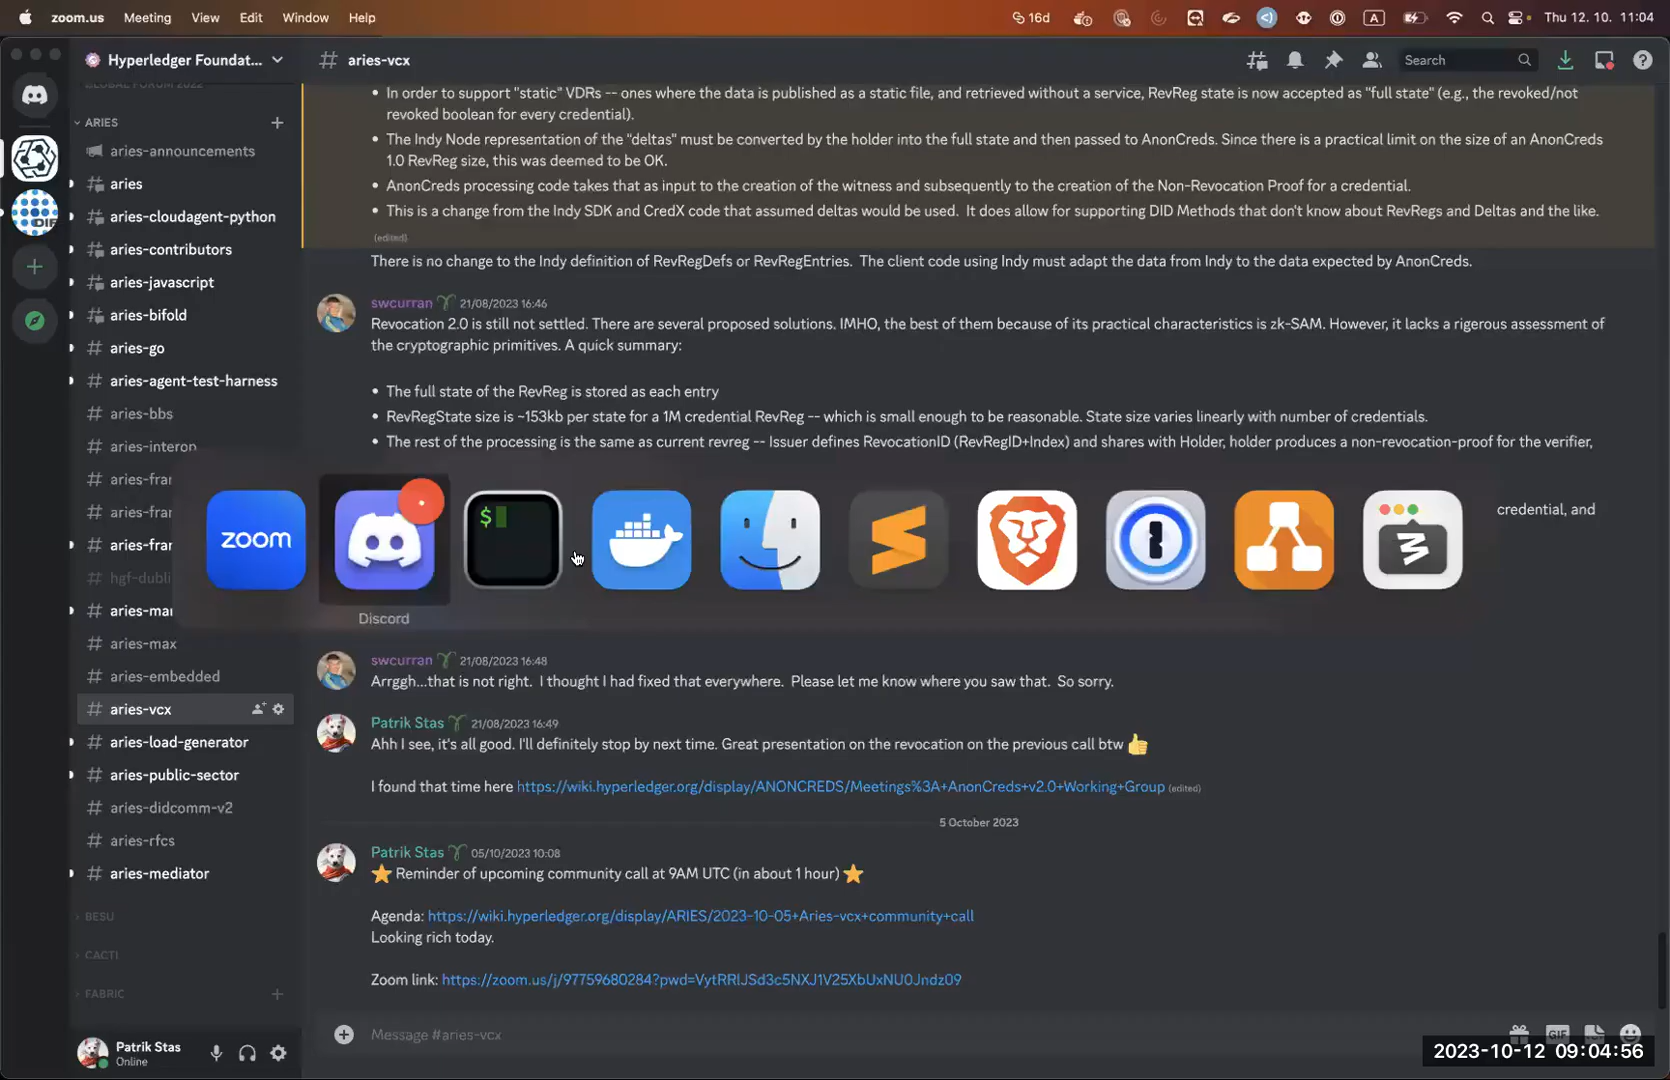 zoom.us Meeting View Edit Window Help 16d A Thu 12. 10. 11:04
Hyperledger Foundat...
# aries-vcx
Search
GLOBAL FORUM 2022
ARIES
aries-announcements
aries
aries-cloudagent-python
aries-contributors
aries-javascript
aries-bifold
# aries-go
# aries-agent-test-harness
# aries-bbs
# aries-interop
# aries-fra
# aries-fra
# aries-fra
# hgf-dubli
# aries-mar
# aries-max
# aries-embedded
# aries-vcx
# aries-load-generator
# aries-public-sector
# aries-didcomm-v2
# aries-rfcs
# aries-mediator
BESU
CACTI
FABRIC
Patrik Stas
Online
• In order to support "static" VDRs -- ones where the data is published as a static file, and retrieved without a service, RevReg state is now accepted as "full state" (e.g., the revoked/not
revoked boolean for every credential).
• The Indy Node representation of the "deltas" must be converted by the holder into the full state and then passed to AnonCreds. Since there is a practical limit on the size of an AnonCreds
1.0 RevReg size, this was deemed to be OK.
• AnonCreds processing code takes that as input to the creation of the witness and subsequently to the creation of the Non-Revocation Proof for a credential.
• This is a change from the Indy SDK and CredX code that assumed deltas would be used. It does allow for supporting DID Methods that don't know about RevRegs and Deltas and the like.
(edited)
There is no change to the Indy definition of RevRegDefs or RevRegEntries. The client code using Indy must adapt the data from Indy to the data expected by AnonCreds.
swcurran 21/08/2023 16:46
Revocation 2.0 is still not settled. There are several proposed solutions. IMHO, the best of them because of its practical characteristics is zk-SAM. However, it lacks a rigerous assessment of
the cryptographic primitives. A quick summary:
• The full state of the RevReg is stored as each entry
• RevRegState size is ~153kb per state for a 1M credential RevReg -- which is small enough to be reasonable. State size varies linearly with number of credentials.
• The rest of the processing is the same as current revreg -- Issuer defines RevocationID (RevRegID+Index) and shares with Holder, holder produces a non-revocation-proof for the verifier,
credential, and
zoom
$
Discord
swcurran 21/08/2023 16:48
Arrggh...that is not right. I thought I had fixed that everywhere. Please let me know where you saw that. So sorry.
Patrik Stas 21/08/2023 16:49
Ahh I see, it's all good. I'll definitely stop by next time. Great presentation on the revocation on the previous call btw
I found that time here https://wiki.hyperledger.org/display/ANONCREDS/Meetings%3A+AnonCreds+v2.0+Working+Group (edited)
5 October 2023
Patrik Stas 05/10/2023 10:08
Reminder of upcoming community call at 9AM UTC (in about 1 hour)
Agenda: https://wiki.hyperledger.org/display/ARIES/2023-10-05+Aries-vcx+community+call
Looking rich today.
Zoom link: https://zoom.us/j/97759680284?pwd=VytRRlJSd3c5NXJ1V25XbUxNU0Jndz09
Message #aries-vcx
GIF
2023-10-12 09:04:56